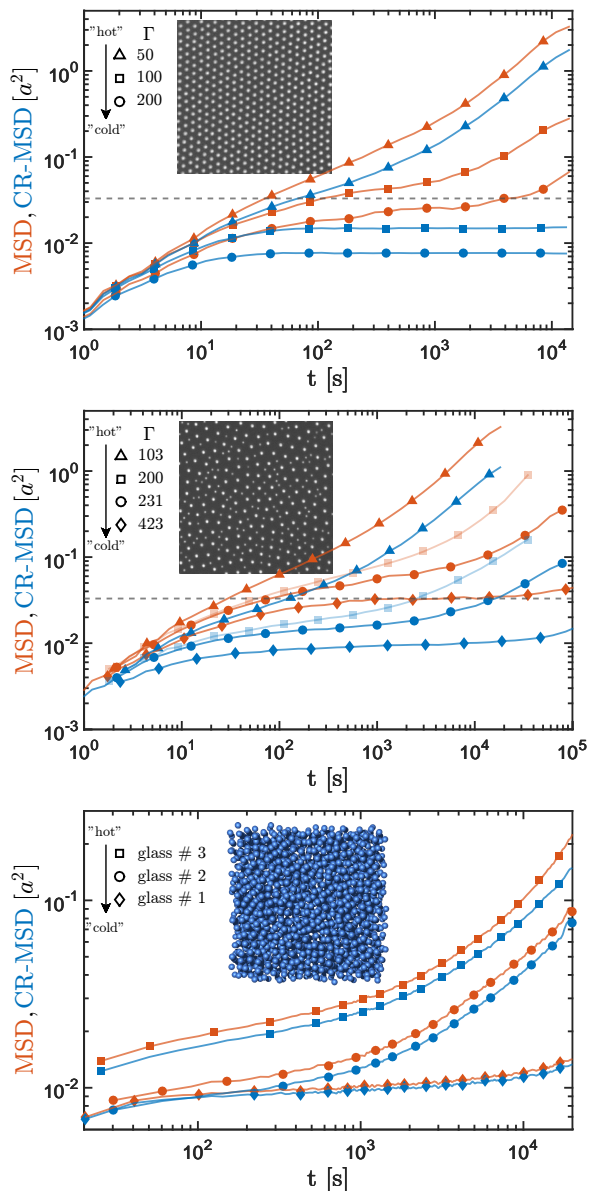 "hot"
Γ
50
100
200
"cold"
MSD, CR-MSD [a²]
10⁰
10⁻¹
10⁻²
10⁻³
10⁰ 10¹ 10² 10³ 10⁴
t [s]
"hot"
Γ
103
200
231
423
"cold"
MSD, CR-MSD [a²]
10⁰
10⁻¹
10⁻²
10⁻³
10⁰ 10¹ 10² 10³ 10⁴ 10⁵
t [s]
"hot"
glass # 3
glass # 2
glass # 1
"cold"
MSD, CR-MSD [a²]
10⁻¹
10⁻²
10² 10³ 10⁴
t [s]